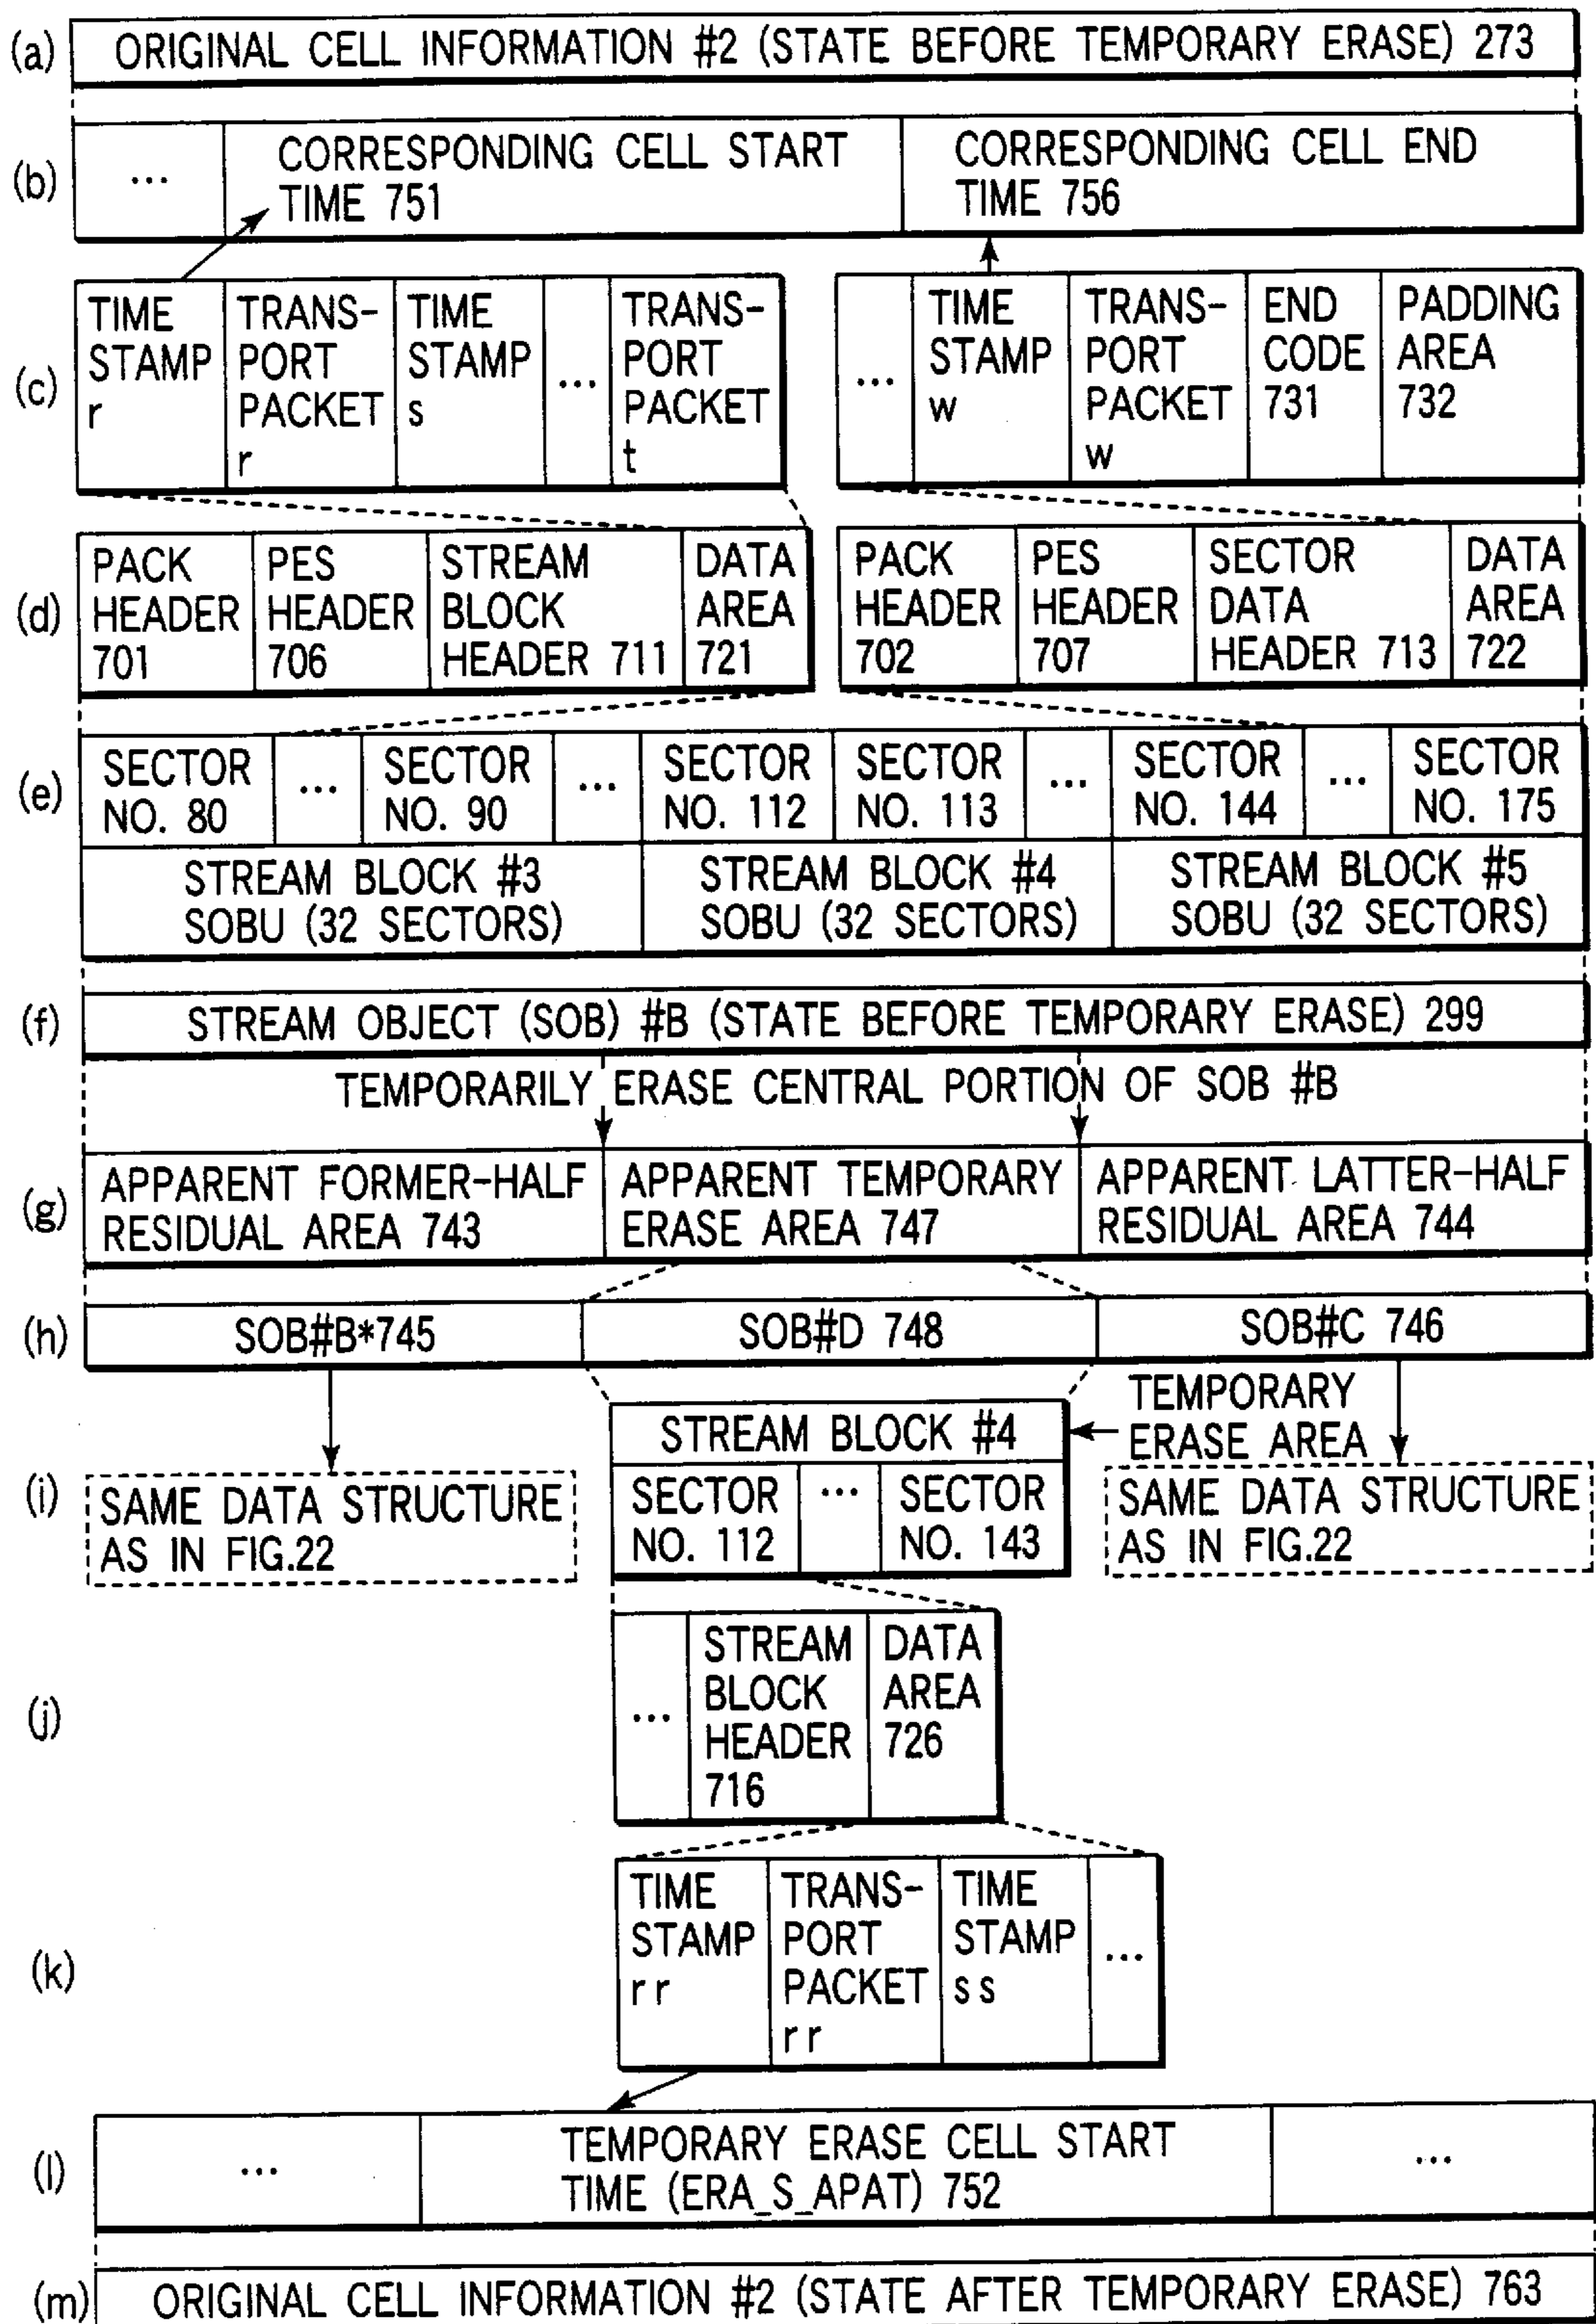 (a) ORIGINAL CELL INFORMATION #2 (STATE BEFORE TEMPORARY ERASE) 273
(b) ... CORRESPONDING CELL START
TIME 751
CORRESPONDING CELL END
TIME 756
(c)
TIME
STAMP
r
TRANS-
PORT
PACKET
r
TIME
STAMP
s
...
TRANS-
PORT
PACKET
t
...
TIME
STAMP
w
TRANS-
PORT
PACKET
w
END
CODE
731
PADDING
AREA
732
(d)
PACK
HEADER
701
PES
HEADER
706
STREAM
BLOCK
HEADER 711
DATA
AREA
721
PACK
HEADER
702
PES
HEADER
707
SECTOR
DATA
HEADER 713
DATA
AREA
722
(e)
SECTOR
NO. 80
...
SECTOR
NO. 90
...
SECTOR
NO. 112
SECTOR
NO. 113
...
SECTOR
NO. 144
...
SECTOR
NO. 175
STREAM BLOCK #3
SOBU (32 SECTORS)
STREAM BLOCK #4
SOBU (32 SECTORS)
STREAM BLOCK #5
SOBU (32 SECTORS)
(f) STREAM OBJECT (SOB) #B (STATE BEFORE TEMPORARY ERASE) 299
TEMPORARILY ERASE CENTRAL PORTION OF SOB #B
(g)
APPARENT FORMER-HALF
RESIDUAL AREA 743
APPARENT TEMPORARY
ERASE AREA 747
APPARENT LATTER-HALF
RESIDUAL AREA 744
(h) SOB#B*745 SOB#D 748 SOB#C 746
TEMPORARY
ERASE AREA
(i)
SAME DATA STRUCTURE
AS IN FIG.22
STREAM BLOCK #4
SECTOR
NO. 112
...
SECTOR
NO. 143
SAME DATA STRUCTURE
AS IN FIG.22
(j)
...
STREAM
BLOCK
HEADER
716
DATA
AREA
726
(k)
TIME
STAMP
rr
TRANS-
PORT
PACKET
rr
TIME
STAMP
ss
...
(l)
...
TEMPORARY ERASE CELL START
TIME (ERA_S_APAT) 752
...
(m) ORIGINAL CELL INFORMATION #2 (STATE AFTER TEMPORARY ERASE) 763